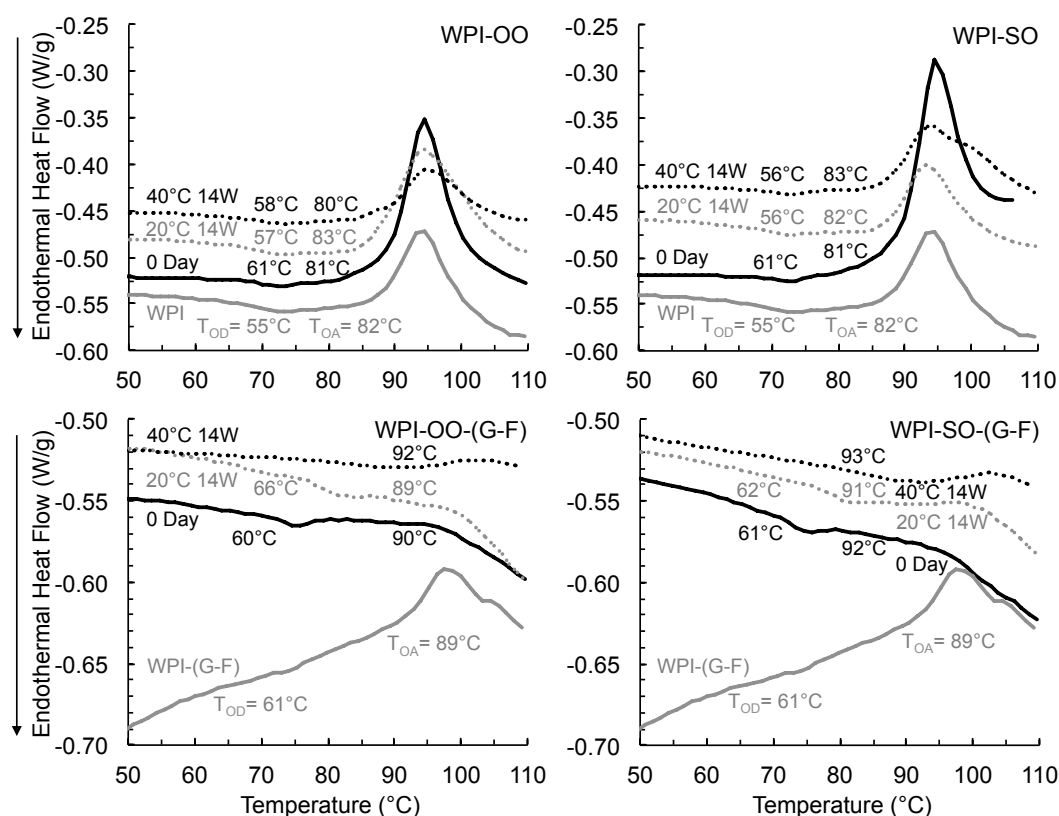 Endothermal Heat Flow (W/g)
-0.25
-0.30
-0.35
-0.40
-0.45
-0.50
-0.55
-0.60
WPI-OO
40°C 14W
58°C
80°C
20°C 14W
57°C
83°C
0 Day
61°C
81°C
WPI
TOD= 55°C
TOA= 82°C
50 60 70 80 90 100 110
-0.25
-0.30
-0.35
-0.40
-0.45
-0.50
-0.55
-0.60
WPI-SO
40°C 14W
56°C
83°C
20°C 14W
56°C
82°C
0 Day
61°C
81°C
WPI
TOD= 55°C
TOA= 82°C
50 60 70 80 90 100 110
Endothermal Heat Flow (W/g)
-0.50
-0.55
-0.60
-0.65
-0.70
WPI-OO-(G-F)
40°C 14W
92°C
20°C 14W
66°C
89°C
0 Day
60°C
90°C
WPI-(G-F)
TOA= 89°C
TOD= 61°C
50 60 70 80 90 100 110
Temperature (°C)
-0.50
-0.55
-0.60
-0.65
-0.70
WPI-SO-(G-F)
93°C
62°C
91°C
40°C 14W
20°C 14W
61°C
92°C
0 Day
WPI-(G-F)
TOA= 89°C
TOD= 61°C
50 60 70 80 90 100 110
Temperature (°C)